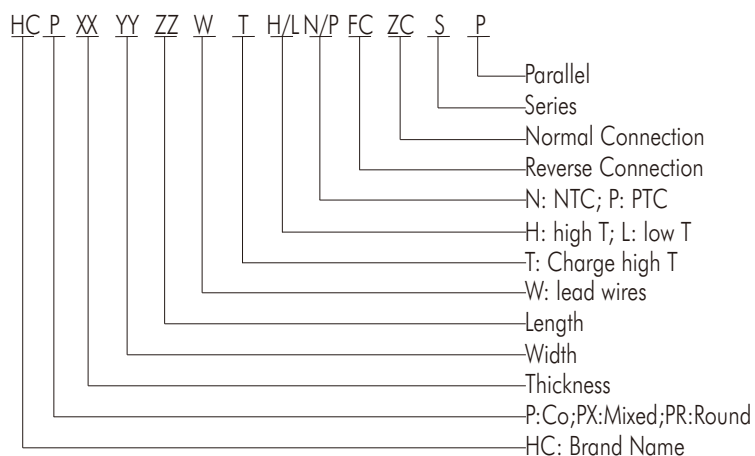 HC P XX YY ZZ W T H/L N/P FC ZC S P
Parallel
Series
Normal Connection
Reverse Connection
N: NTC; P: PTC
H: high T; L: low T
T: Charge high T
W: lead wires
Length
Width
Thickness
P:Co;PX:Mixed;PR:Round
HC: Brand Name